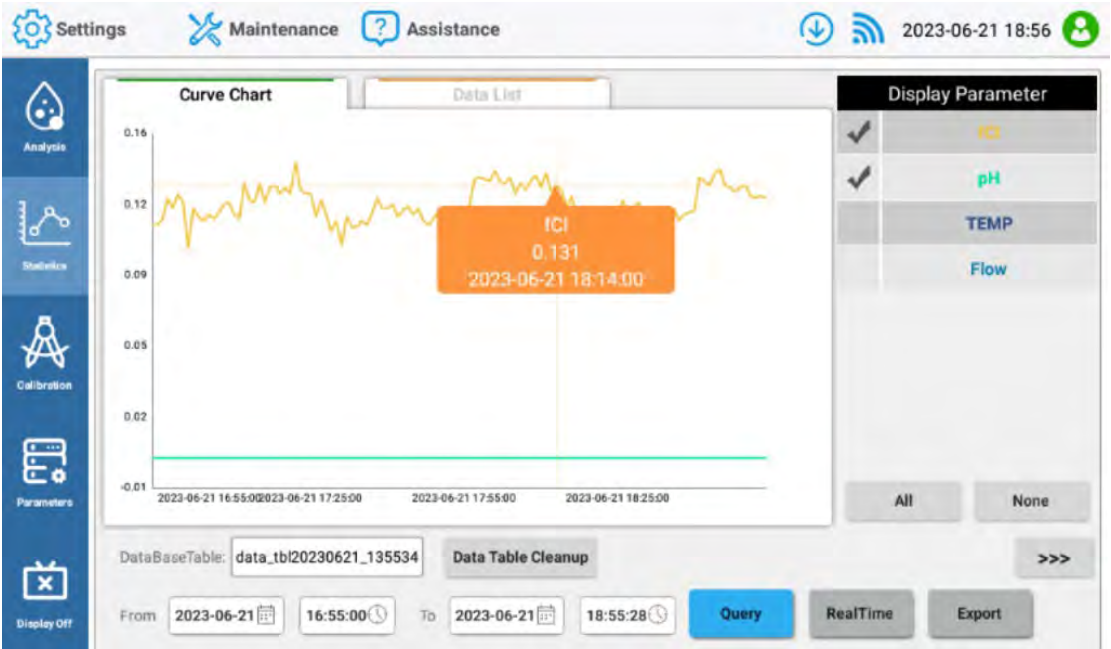 Settings Maintenance ? Assistance 2023-06-21 18:56
Analysis
Statistics
Calibration
Parameters
Display Off
Curve Chart Data List
0.16
0.12
0.09
0.05
0.02
-0.01
fCl
0.131
2023-06-21 18:14:00
2023-06-21 16:55:00 2023-06-21 17:25:00 2023-06-21 17:55:00 2023-06-21 18:25:00
Display Parameter
fCl
pH
TEMP
Flow
All None
DataBaseTable: data_tbl20230621_135534 Data Table Cleanup >>>
From 2023-06-21 16:55:00 To 2023-06-21 18:55:28 Query RealTime Export